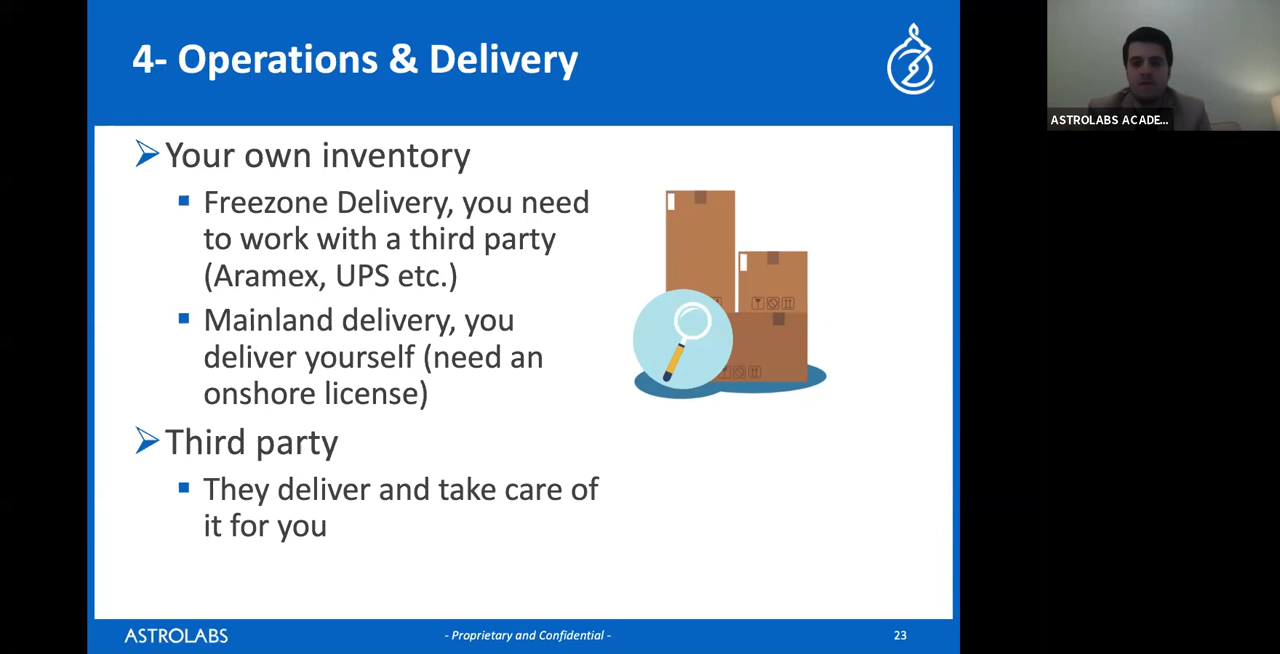 4- Operations & Delivery
Your own inventory
Freezone Delivery, you need
to work with a third party
(Aramex, UPS etc.)
Mainland delivery, you
deliver yourself (need an
onshore license)
Third party
They deliver and take care of
it for you
ASTROLABS
- Proprietary and Confidential -
23
ASTROLABS ACADE...